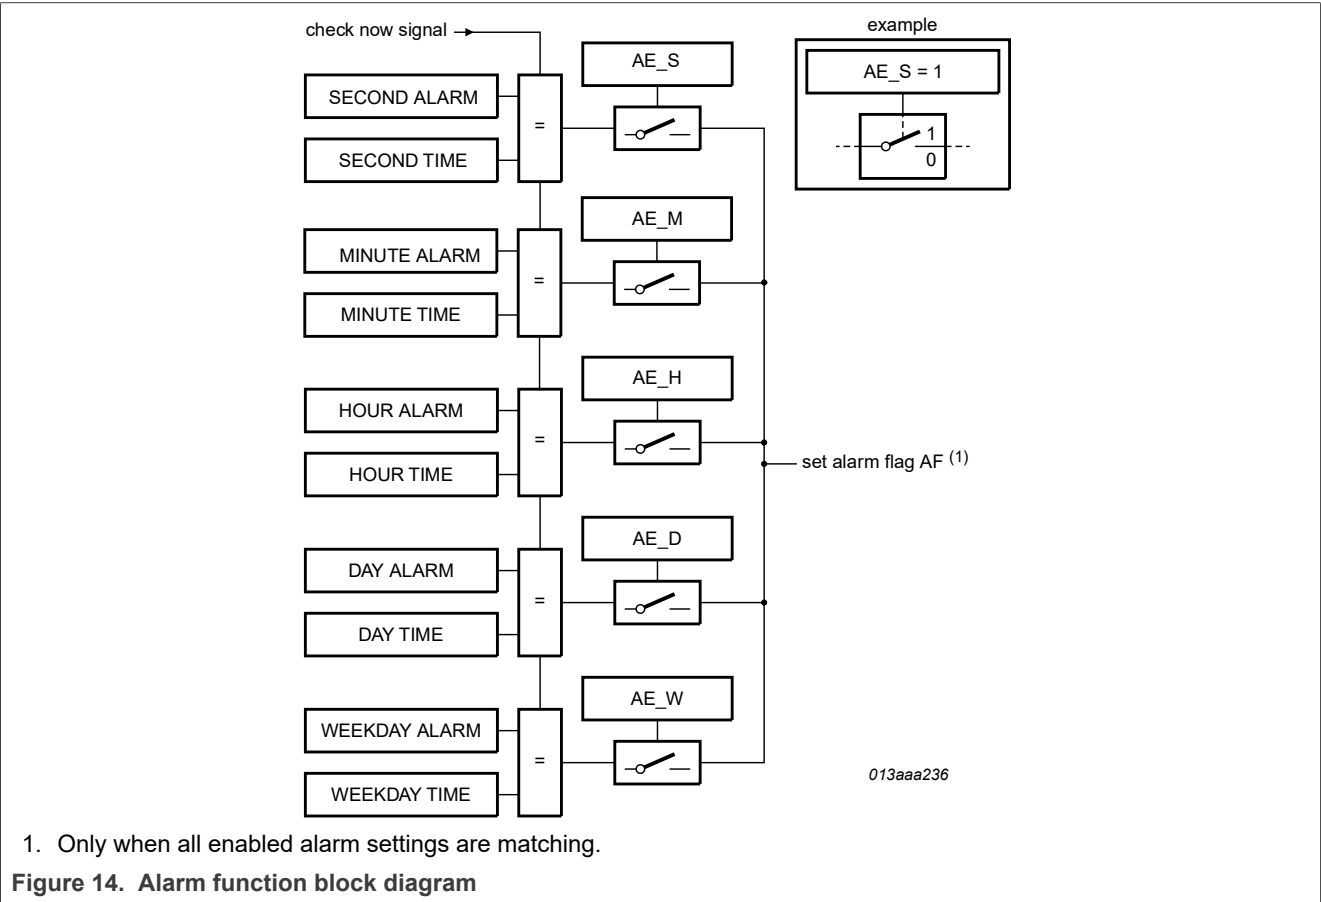 check now signal
example
AE_S
AE_S = 1
SECOND ALARM
=
1
SECOND TIME
0
AE_M
MINUTE ALARM
=
MINUTE TIME
AE_H
HOUR ALARM
=
set alarm flag AF (1)
HOUR TIME
AE_D
DAY ALARM
=
DAY TIME
AE_W
WEEKDAY ALARM
=
WEEKDAY TIME
013aaa236
1. Only when all enabled alarm settings are matching.
Figure 14. Alarm function block diagram